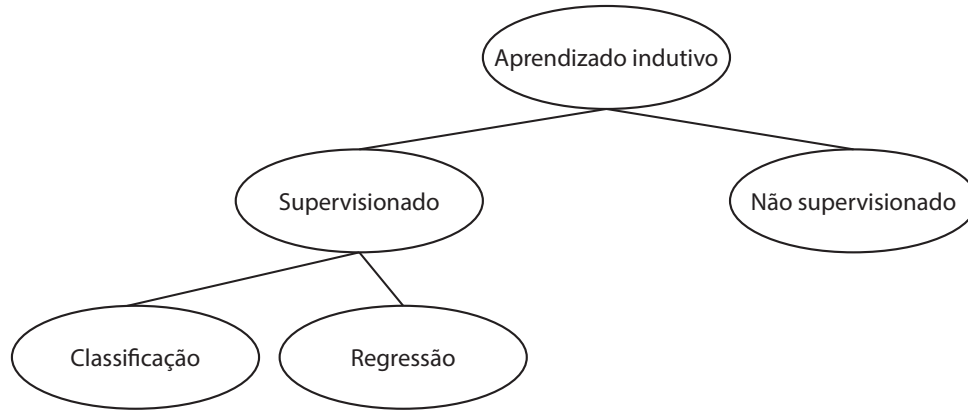 Aprendizado indutivo
Supervisionado
Não supervisionado
Classificação
Regressão